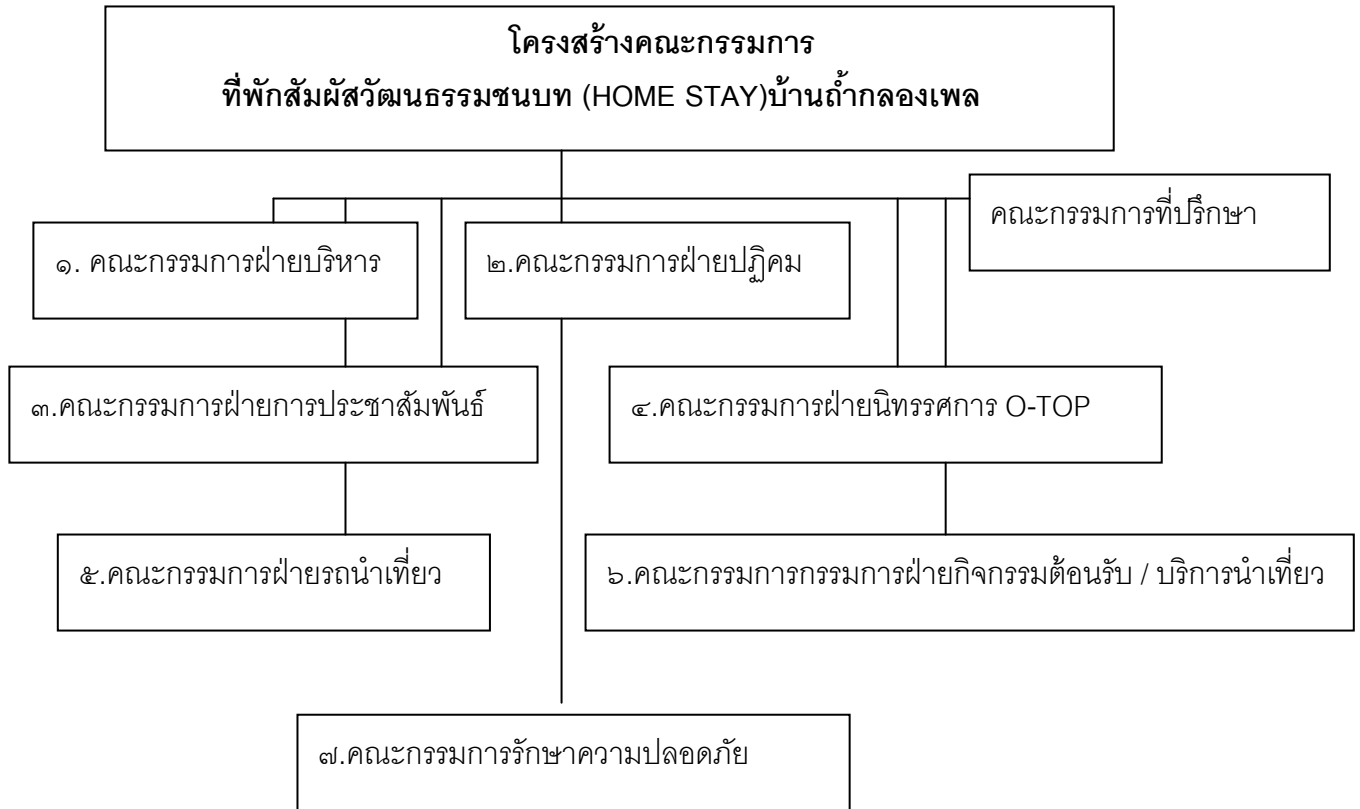 โครงสร้างคณะกรรมการ
ที่พักสัมผัสวัฒนธรรมชนบท (HOME STAY)บ้านถ้ำกลองเพล
คณะกรรมการที่ปรึกษา
๑. คณะกรรมการฝ่ายบริหาร
๒.คณะกรรมการฝ่ายปฏิคม
๓.คณะกรรมการฝ่ายการประชาสัมพันธ์
๔.คณะกรรมการฝ่ายนิทรรศการ O-TOP
๕.คณะกรรมการฝ่ายรถนำเที่ยว
๖.คณะกรรมการกรรมการฝ่ายกิจกรรมต้อนรับ / บริการนำเที่ยว
๗.คณะกรรมการรักษาความปลอดภัย